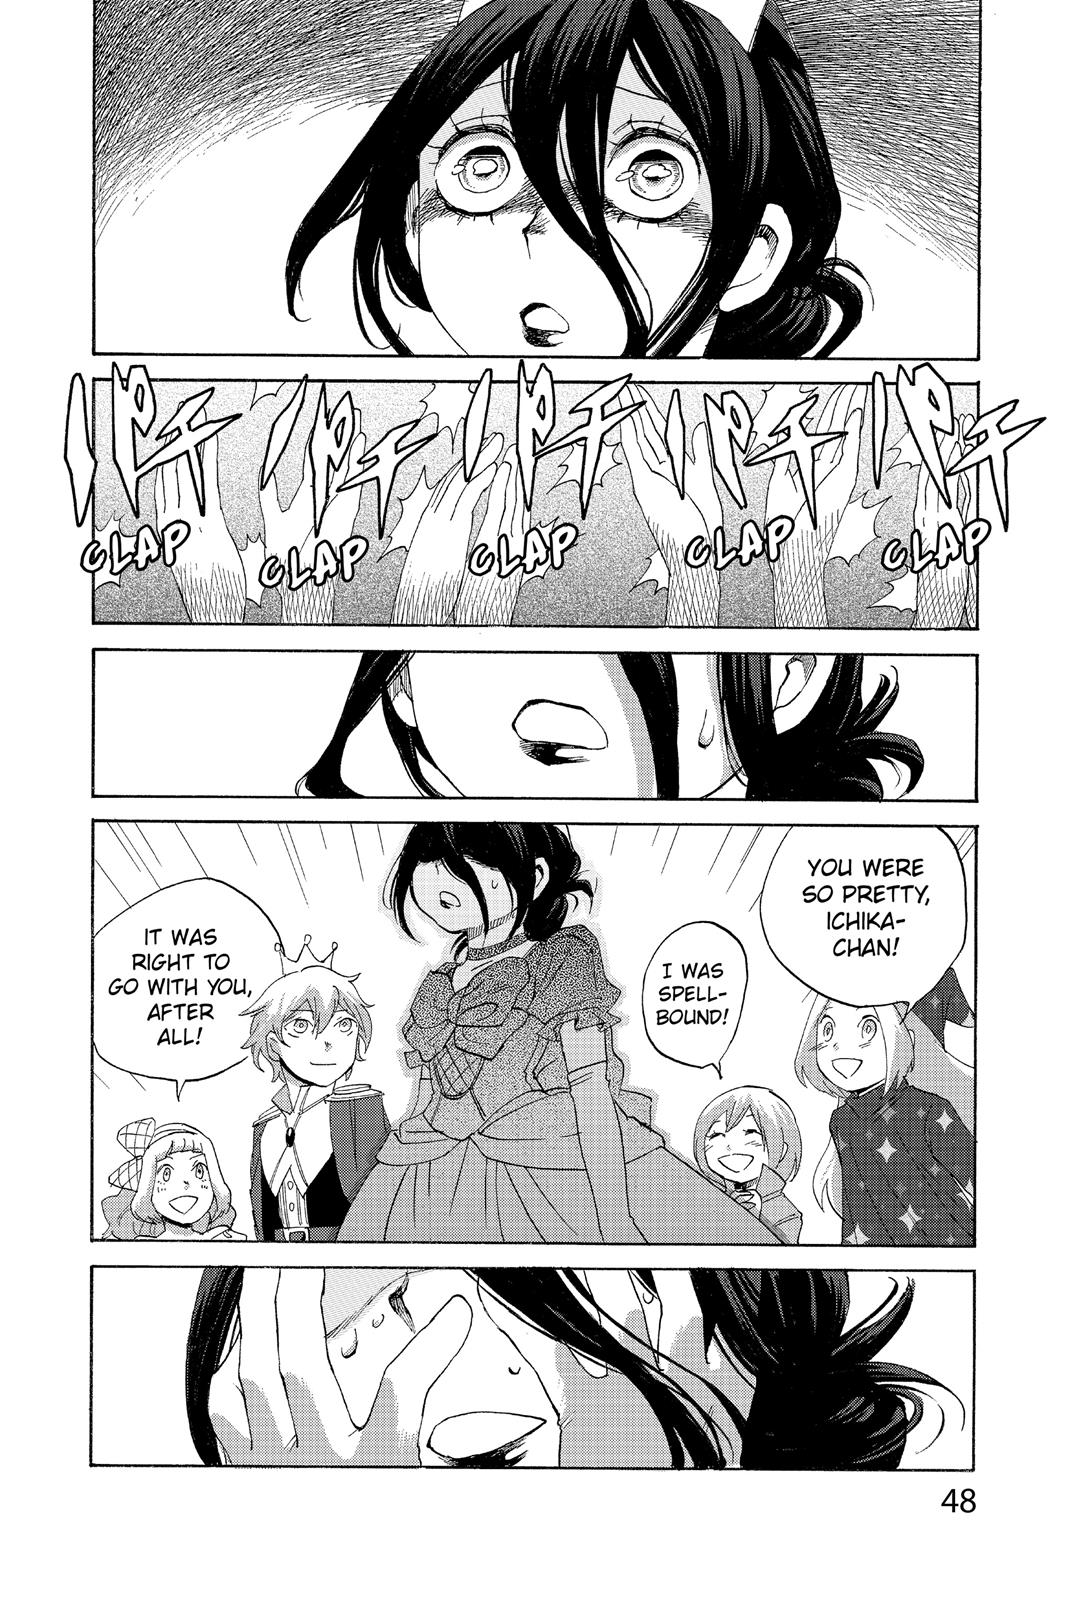 パチ
パチ
パチ
パチ
パチ
CLAP
CLAP
CLAP
CLAP
CLAP
YOU WERE
SO PRETTY,
ICHIKA-
CHAN!
I WAS
SPELL-
BOUND!
IT WAS
RIGHT TO
GO WITH YOU,
AFTER
ALL!
48